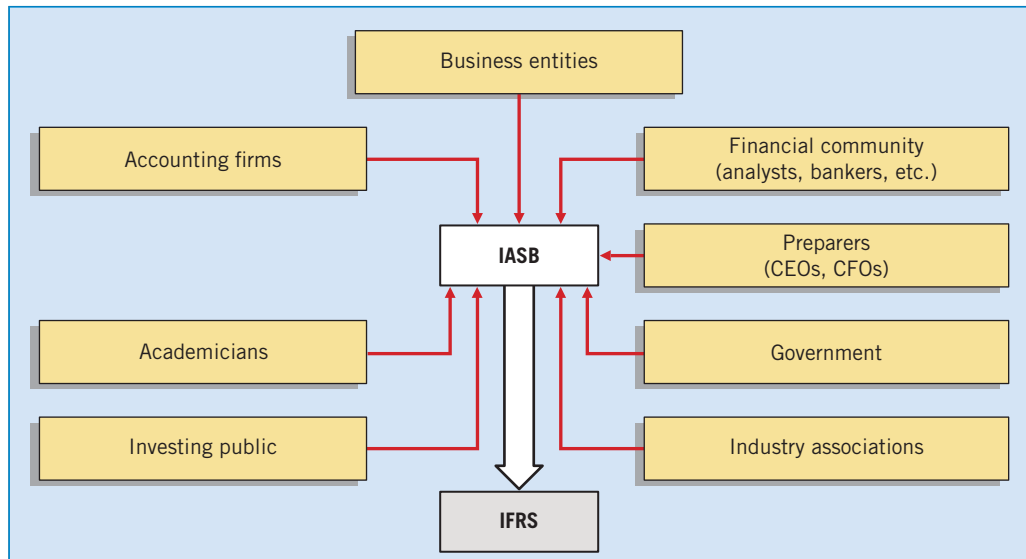 Business entities
Accounting firms
Financial community
(analysts, bankers, etc.)
IASB
Preparers
(CEOs, CFOs)
Academicians
Government
Investing public
Industry associations
IFRS